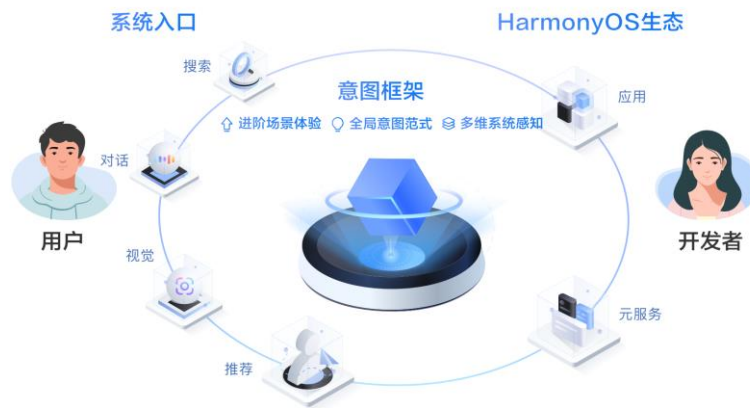 系统入口
HarmonyOS生态
搜索
意图框架
应用
进阶场景体验 全局意图范式 多维系统感知
对话
用户
开发者
视觉
元服务
推荐